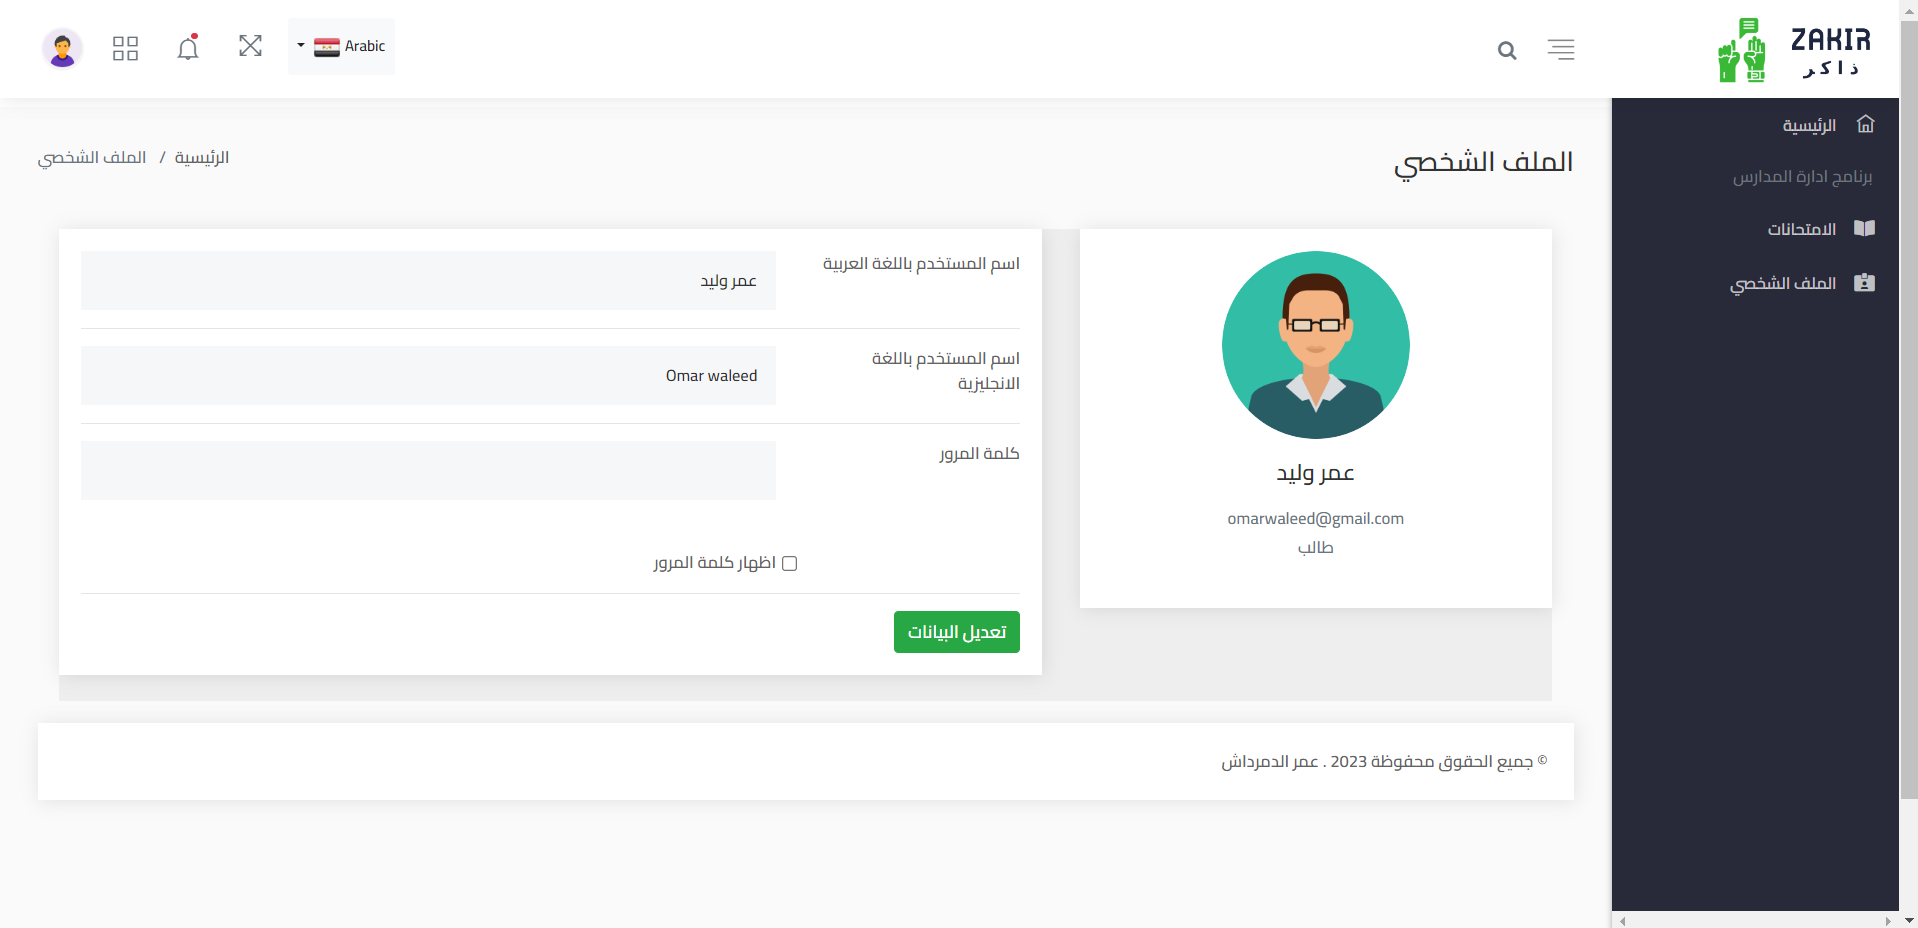 ZAKIR
ذاكر
Arabic
الرئيسية
برنامج ادارة المدارس
الامتحانات
الملف الشخصي
الملف الشخصي
الرئيسية / الملف الشخصي
عمر وليد
omarwaleed@gmail.com
طالب
اسم المستخدم باللغة العربية
عمر وليد
اسم المستخدم باللغة
الانجليزية
Omar waleed
كلمة المرور
اظهار كلمة المرور
تعديل البيانات
© جميع الحقوق محفوظة 2023 . عمر الدمرداش